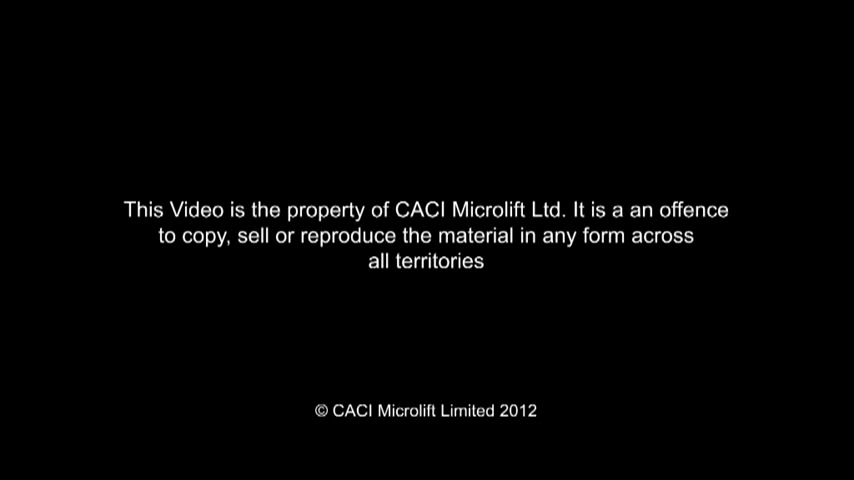 This Video is the property of CACI Microlift Ltd. It is a an offence
to copy, sell or reproduce the material in any form across
all territories
© CACI Microlift Limited 2012